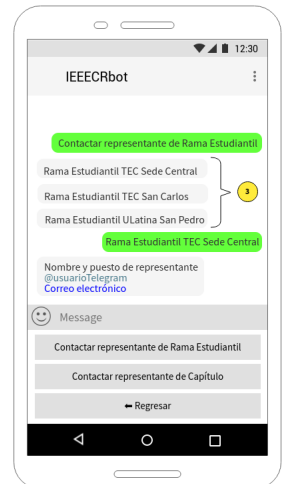 12:30
IEEECRbot
Contactar representante de Rama Estudiantil
Rama Estudiantil TEC Sede Central
Rama Estudiantil TEC San Carlos
Rama Estudiantil ULatina San Pedro
3
Rama Estudiantil TEC Sede Central
Nombre y puesto de representante
@usuarioTelegram
Correo electrónico
Message
Contactar representante de Rama Estudiantil
Contactar representante de Capítulo
⬅ Regresar